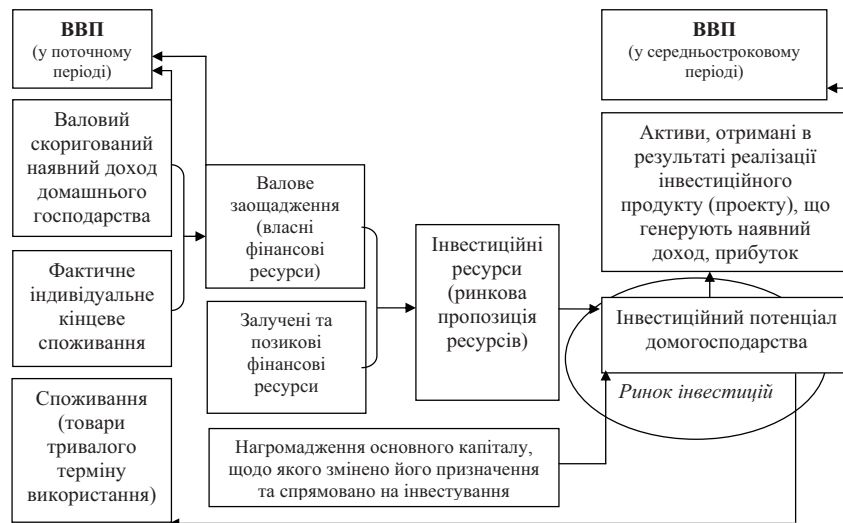 ВВП
(у поточному
періоді)
Валовий
скоригований
наявний доход
домашнього
господарства
Фактичне
індивідуальне
кінцеве
споживання
Споживання
(товари
тривалого
терміну
використання)
Валове
заощадження
(власні
фінансові
ресурси)
Залучені та
позикові
фінансові
ресурси
Інвестиційні
ресурси
(ринкова
пропозиція
ресурсів)
Нагромадження основного капіталу,
щодо якого змінено його призначення
та спрямовано на інвестування
ВВП
(у середньостроковому
періоді)
Активи, отримані в
результаті реалізації
інвестиційного
продукту (проекту), що
генерують наявний
доход, прибуток
Інвестиційний потенціал
домогосподарства
Ринок інвестицій